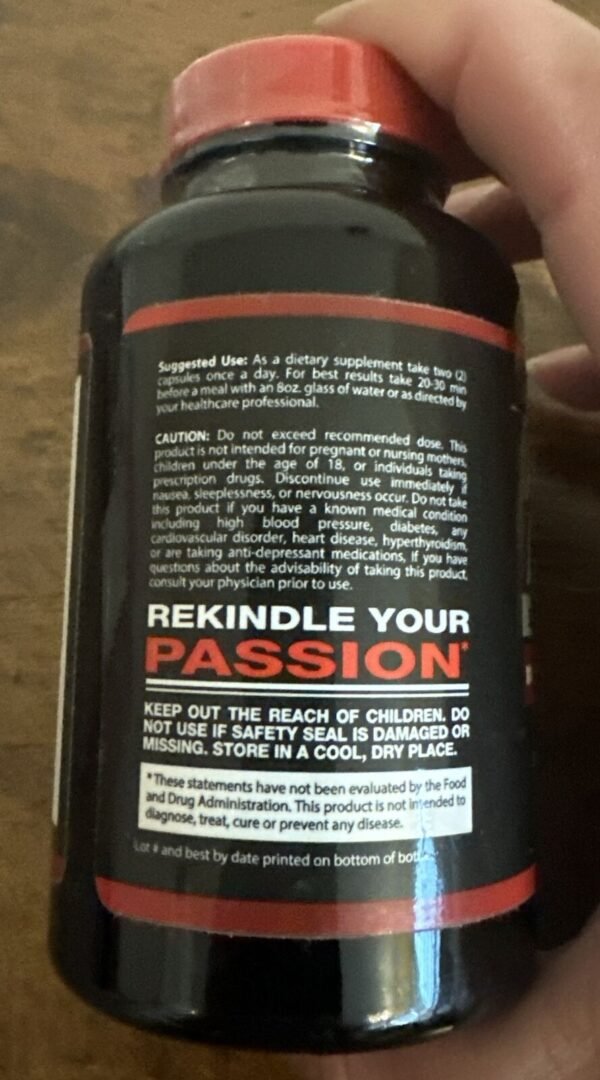 Suggested Use: As a dietary supplement take two (2)
capsules once a day. For best results take 20-30 min
before a meal with an 8oz. glass of water or as directed by
your healthcare professional.
CAUTION: Do not exceed recommended dose. This
product is not intended for pregnant or nursing mothers,
children under the age of 18, or individuals taking
prescription drugs. Discontinue use immediately if
nausea, sleeplessness, or nervousness occur. Do not take
this product if you have a known medical condition
including high blood pressure, diabetes, any
cardiovascular disorder, heart disease, hyperthyroidism,
or are taking anti-depressant medications, If you have
questions about the advisability of taking this product,
consult your physician prior to use.
REKINDLE YOUR
PASSION*
KEEP OUT THE REACH OF CHILDREN. DO
NOT USE IF SAFETY SEAL IS DAMAGED OR
MISSING. STORE IN A COOL, DRY PLACE.
*These statements have not been evaluated by the Food
and Drug Administration. This product is not intended to
diagnose, treat, cure or prevent any disease.
Lot # and best by date printed on bottom of